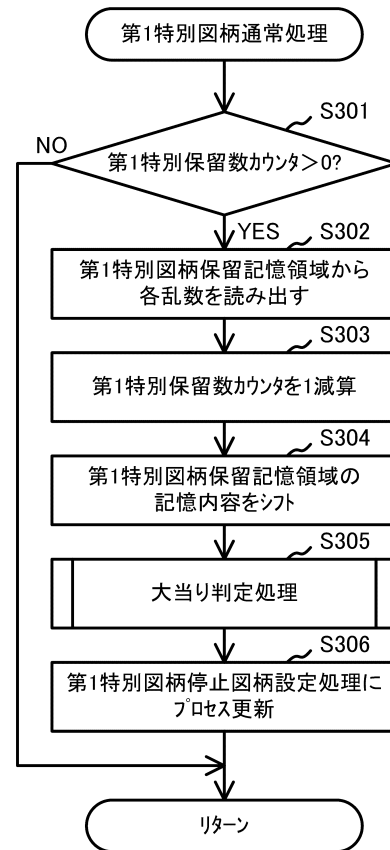 第1特別図柄通常処理
S301
NO
第1特別保留数カウンタ＞0?
YES
S302
第1特別図柄保留記憶領域から
各乱数を読み出す
S303
第1特別保留数カウンタを1減算
S304
第1特別図柄保留記憶領域の
記憶内容をシフト
S305
大当り判定処理
S306
第1特別図柄停止図柄設定処理に
プロセス更新
リターン